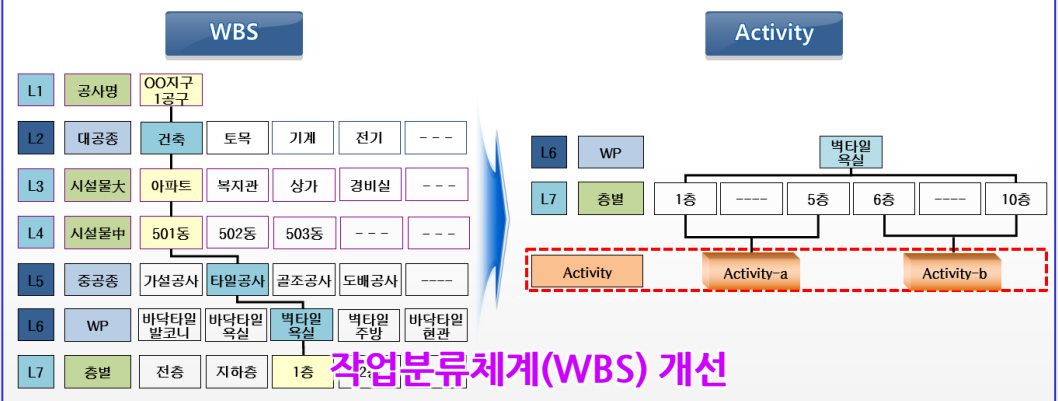 WBS
Activity
L1 공사명 OO지구
1공구
L2 대공종 건축 토목 기계 전기 ---
L3 시설물大 아파트 복지관 상가 경비실 ---
L4 시설물中 501동 502동 503동 --- ---
L5 중공종 가설공사 타일공사 골조공사 도배공사 ----
L6 WP 바닥타일
발코니 바닥타일
욕실 벽타일
욕실 벽타일
주방 바닥타일
현관
L7 층별 전층 지하층 1층
L6 WP 벽타일
욕실
L7 층별 1층 ---- 5층 6층 ---- 10층
Activity Activity-a Activity-b
작업분류체계(WBS) 개선